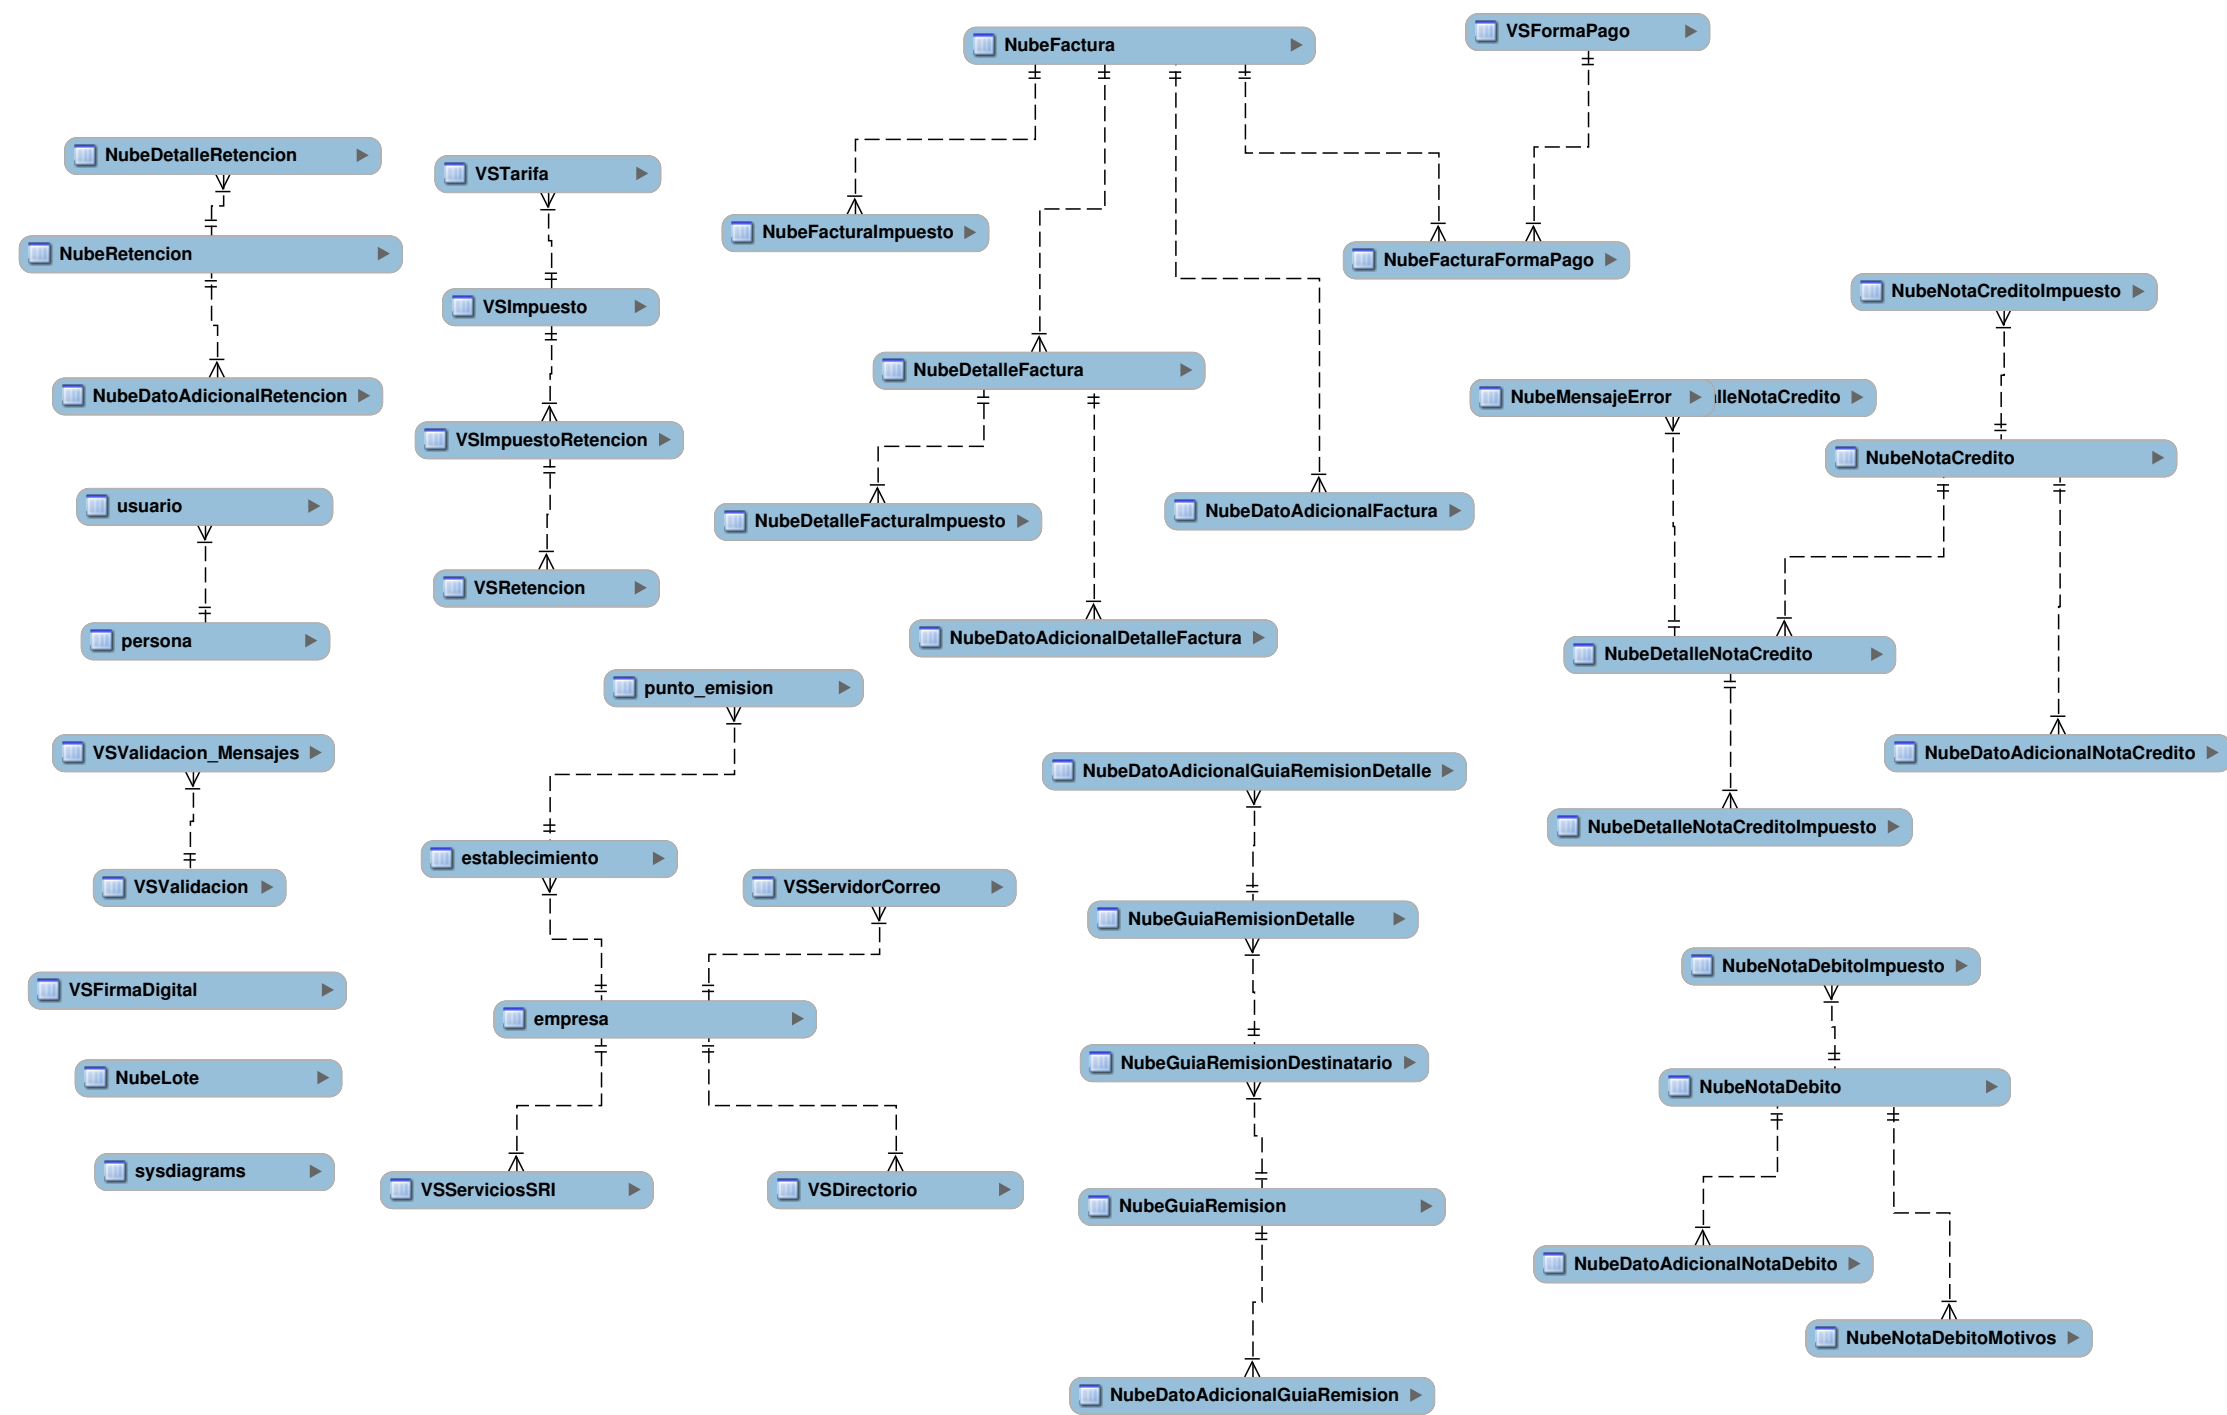 NubeFactura
VSFormaPago
NubeDetalleRetencion
VSTarifa
NubeFacturaImpuesto
NubeRetencion
NubeFacturaFormaPago
NubeNotaCreditoImpuesto
VSImpuesto
NubeDetalleFactura
NubeDatoAdicionalRetencion
NubeMensajeError
lleNotaCredito
VSImpuestoRetencion
NubeNotaCredito
usuario
NubeDetalleFacturaImpuesto
NubeDatoAdicionalFactura
VSRetencion
persona
NubeDatoAdicionalDetalleFactura
NubeDetalleNotaCredito
punto_emision
VSValidacion_Mensajes
NubeDatoAdicionalGuiaRemisionDetalle
NubeDatoAdicionalNotaCredito
NubeDetalleNotaCreditoImpuesto
establecimiento
VSValidacion
VSServidorCorreo
NubeGuiaRemisionDetalle
NubeNotaDebitoImpuesto
VSFirmaDigital
empresa
NubeGuiaRemisionDestinatario
NubeLote
NubeNotaDebito
sysdiagrams
VSServiciosSRI
VSDirectorio
NubeGuiaRemision
NubeDatoAdicionalNotaDebito
NubeNotaDebitoMotivos
NubeDatoAdicionalGuiaRemision